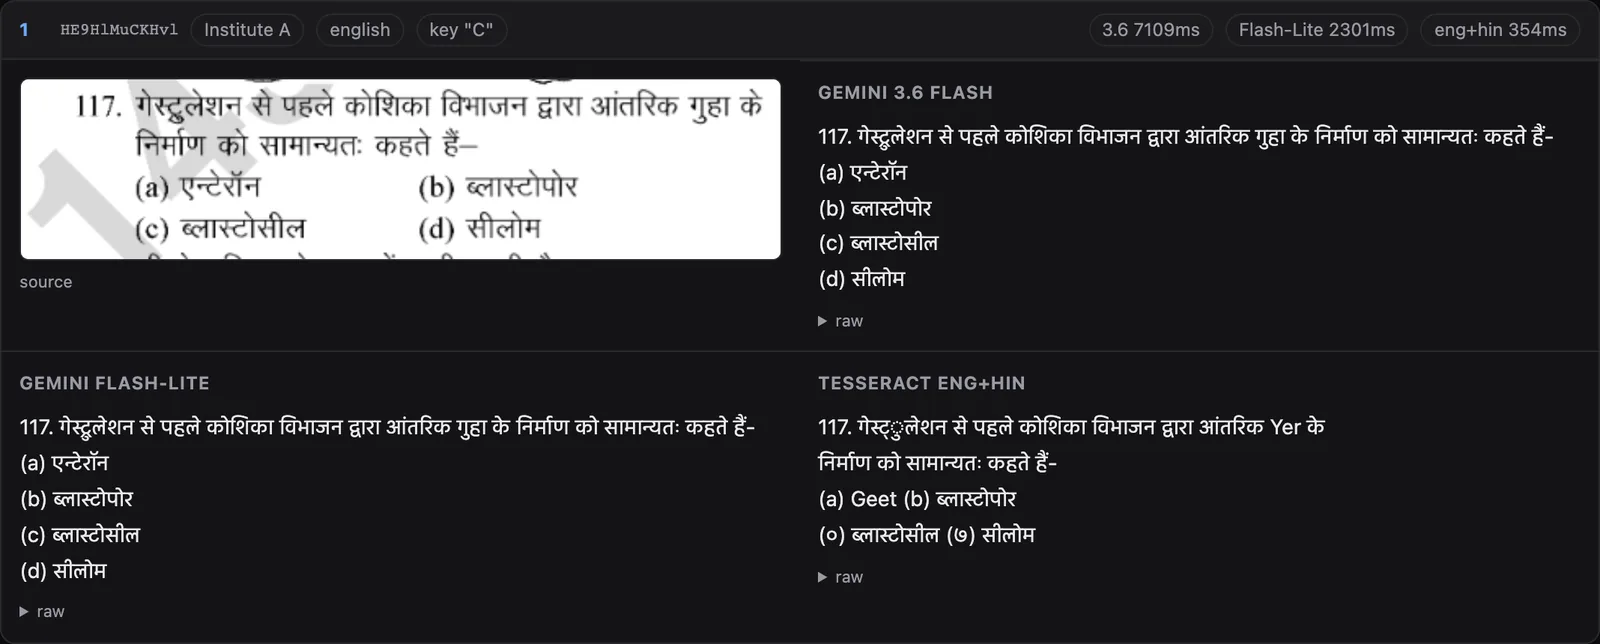 1 HE9HlMuCKHvl Institute A english key "C" 3.6 7109ms Flash-Lite 2301ms eng+hin 354ms
117. गेस्ट्रुलेशन से पहले कोशिका विभाजन द्वारा आंतरिक गुहा के
निर्माण को सामान्यतः कहते हैं—
(a) एन्टेरॉन (b) ब्लास्टोपोर
(c) ब्लास्टोसील (d) सीलोम
source
GEMINI 3.6 FLASH
117. गेस्ट्रुलेशन से पहले कोशिका विभाजन द्वारा आंतरिक गुहा के निर्माण को सामान्यतः कहते हैं-
(a) एन्टेरॉन
(b) ब्लास्टोपोर
(c) ब्लास्टोसील
(d) सीलोम
▶ raw
GEMINI FLASH-LITE
117. गेस्ट्रुलेशन से पहले कोशिका विभाजन द्वारा आंतरिक गुहा के निर्माण को सामान्यतः कहते हैं-
(a) एन्टेरॉन
(b) ब्लास्टोपोर
(c) ब्लास्टोसील
(d) सीलोम
▶ raw
TESSERACT ENG+HIN
117. गेस्ट्ुलेशन से पहले कोशिका विभाजन द्वारा आंतरिक Yer के
निर्माण को सामान्यतः कहते हैं-
(a) Geet (b) ब्लास्टोपोर
(०) ब्लास्टोसील (७) सीलोम
▶ raw